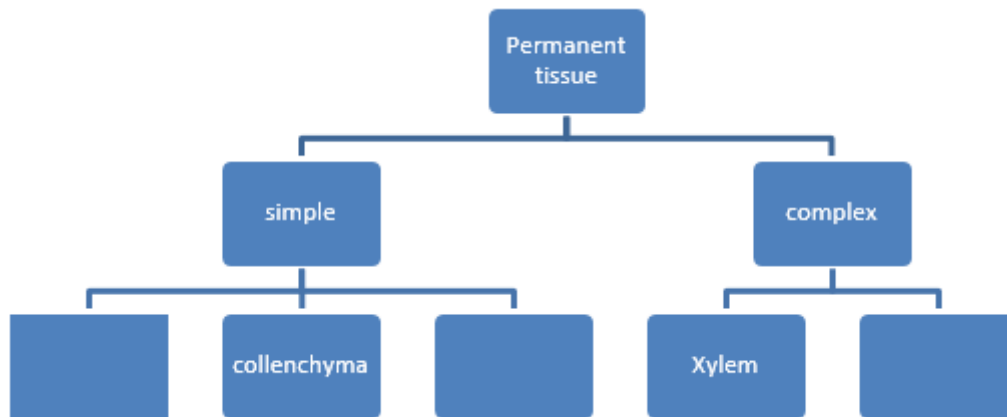 Permanent
tissue
simple
complex
collenchyma
Xylem